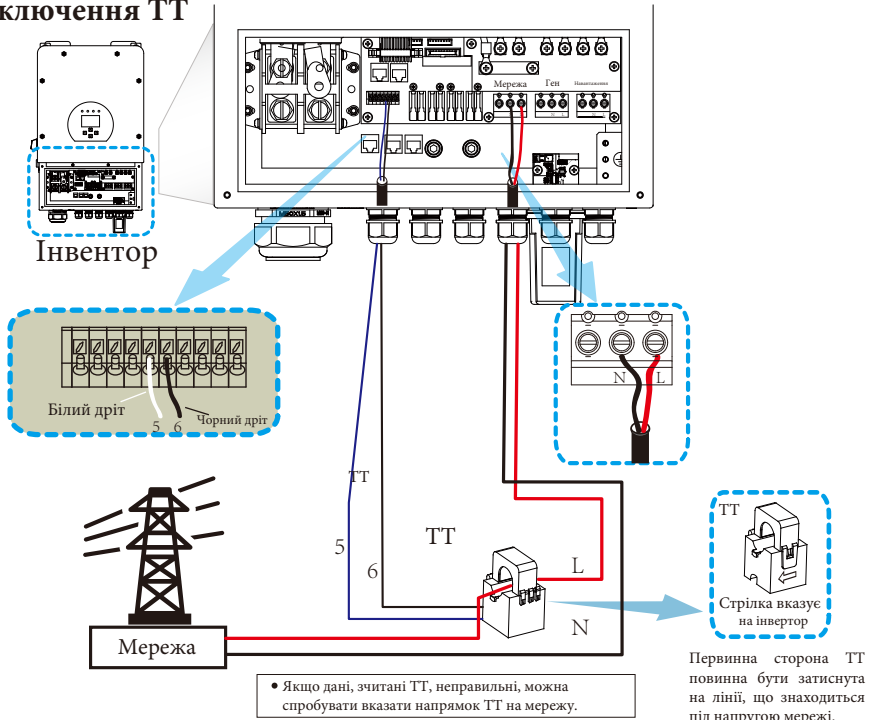 ключення ТТ
Мережа
Ген
Навантаження
Інвентор
N L
Білий дріт
Чорний дріт
5 6
ТТ
5
6
ТТ
L
N
Мережа
ТТ
Стрілка вказує
на інвертор
Первинна сторона ТТ
повинна бути затиснута
на лінії, що знаходиться
під напругою мережі.
• Якщо дані, зчитані ТТ, неправильні, можна
спробувати вказати напрямок ТТ на мережу.